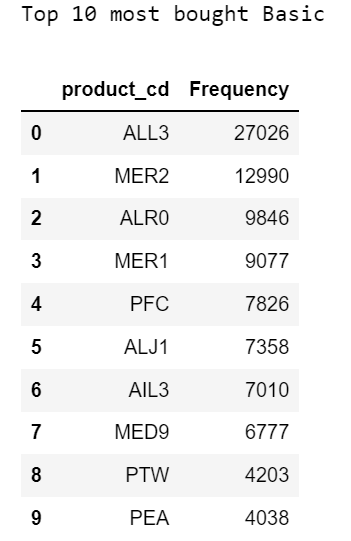 Top 10 most bought Basic
product_cd Frequency
0 ALL3 27026
1 MER2 12990
2 ALR0 9846
3 MER1 9077
4 PFC 7826
5 ALJ1 7358
6 AIL3 7010
7 MED9 6777
8 PTW 4203
9 PEA 4038